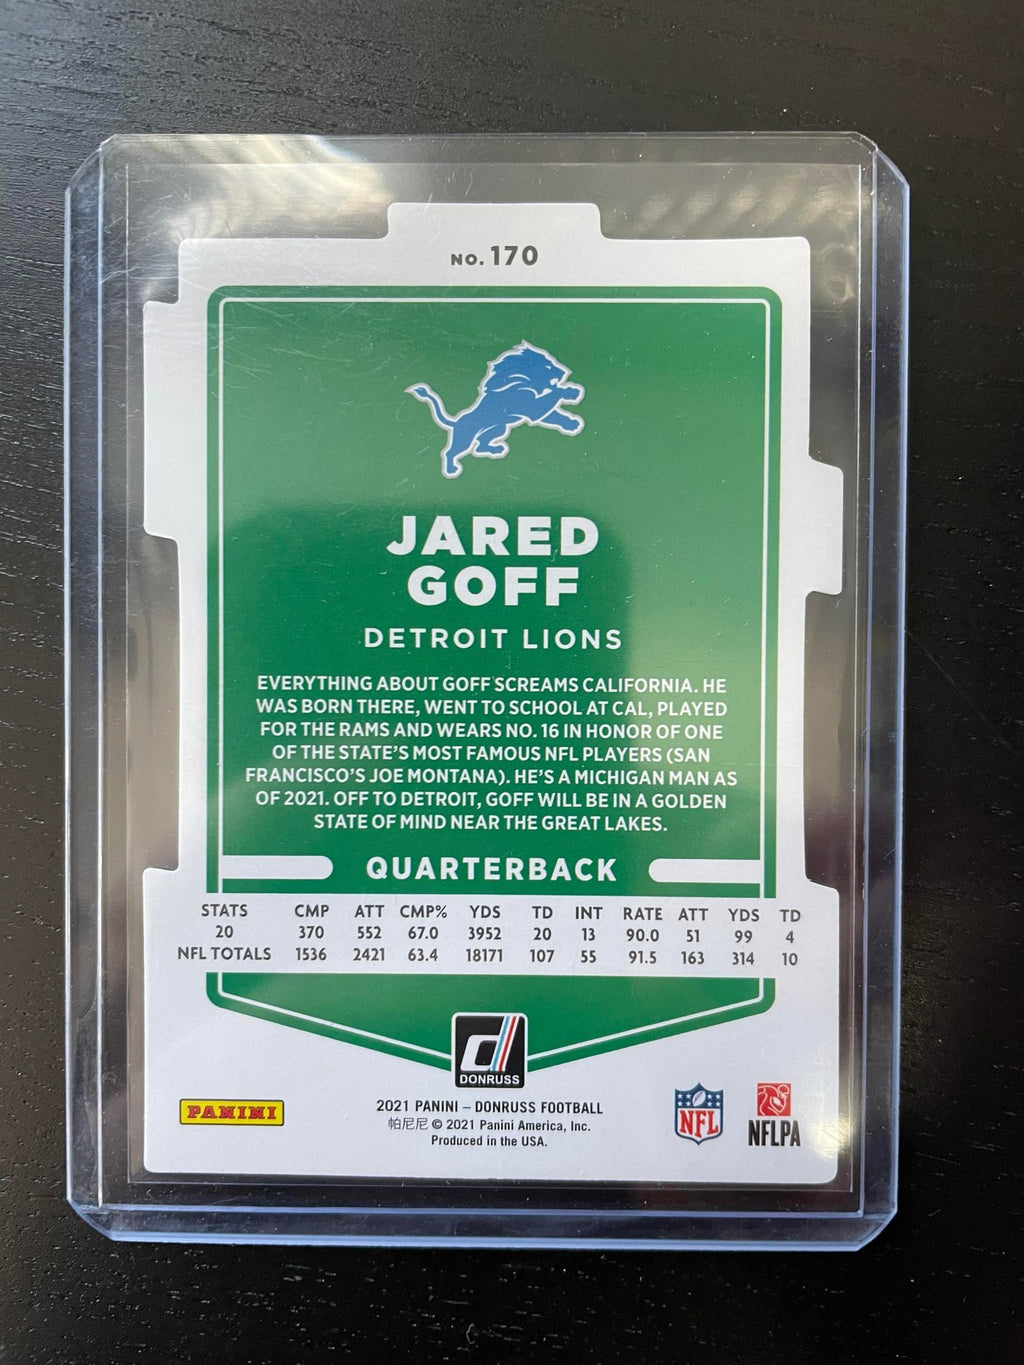 NO. 170
JARED
GOFF
DETROIT LIONS
EVERYTHING ABOUT GOFF SCREAMS CALIFORNIA. HE
WAS BORN THERE, WENT TO SCHOOL AT CAL, PLAYED
FOR THE RAMS AND WEARS NO. 16 IN HONOR OF ONE
OF THE STATE'S MOST FAMOUS NFL PLAYERS (SAN
FRANCISCO'S JOE MONTANA). HE'S A MICHIGAN MAN AS
OF 2021. OFF TO DETROIT, GOFF WILL BE IN A GOLDEN
STATE OF MIND NEAR THE GREAT LAKES.
QUARTERBACK
STATS CMP ATT CMP% YDS TD INT RATE ATT YDS TD
20 370 552 67.0 3952 20 13 90.0 51 99 4
NFL TOTALS 1536 2421 63.4 18171 107 55 91.5 163 314 10
d
DONRUSS
PANINI
2021 PANINI – DONRUSS FOOTBALL
帕尼尼 © 2021 Panini America, Inc.
Produced in the USA.
NFL
NFLPA